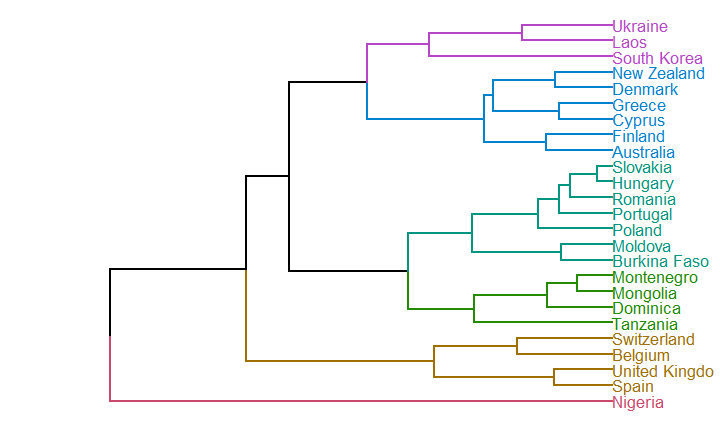 Ukraine
Laos
South Korea
New Zealand
Denmark
Greece
Cyprus
Finland
Australia
Slovakia
Hungary
Romania
Portugal
Poland
Moldova
Burkina Faso
Montenegro
Mongolia
Dominica
Tanzania
Switzerland
Belgium
United Kingdo
Spain
Nigeria